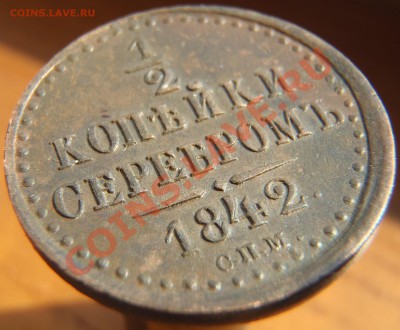 COINS.LAVE.RU
1/2
КОПѢЙКИ
СЕРЕБРОМЪ
1842.
С.П.М.
COINS.LAVE.RU